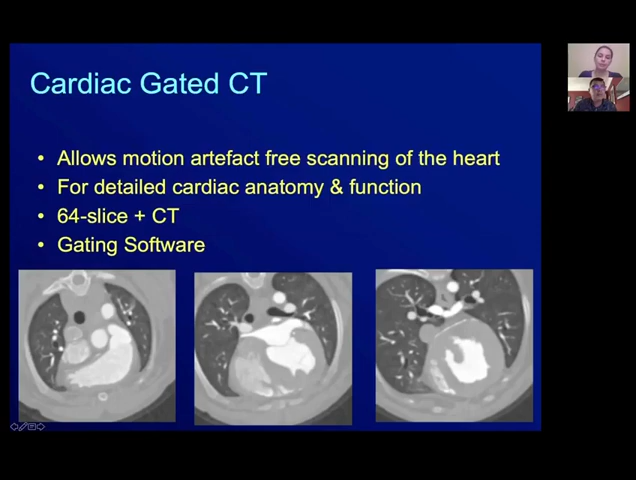 Cardiac Gated CT
• Allows motion artefact free scanning of the heart
• For detailed cardiac anatomy & function
• 64-slice + CT
• Gating Software